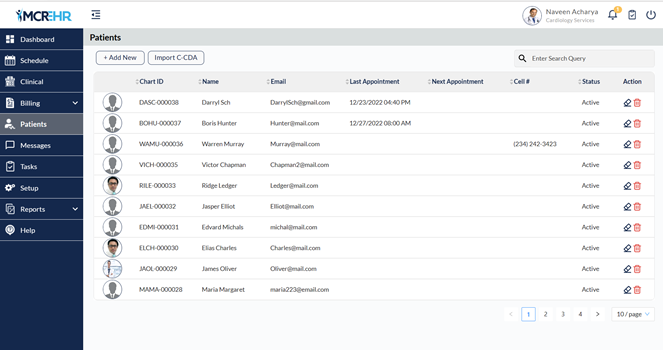 MCREHR
Naveen Acharya
Cardiology Services
1
Dashboard
Schedule
Clinical
Billing
Patients
Messages
Tasks
Setup
Reports
Help
Patients
+ Add New Import C-CDA Enter Search Query
Chart ID Name Email Last Appointment Next Appointment Cell # Status Action
DASC-000038 Darryl Sch DarrylSch@gmail.com 12/23/2022 04:40 PM Active
BOHU-000037 Boris Hunter Hunter@mail.com 12/27/2022 08:00 AM Active
WAMU-000036 Warren Murray Murray@mail.com (234) 242-3423 Active
VICH-000035 Victor Chapman Chapman2@mail.com Active
RILE-000033 Ridge Ledger Ledger@mail.com Active
JAEL-000032 Jasper Elliot Elliot@mail.com Active
EDMI-000031 Edvard Michals michal@mail.com Active
ELCH-000030 Elias Charles Charles@mail.com Active
JAOL-000029 James Oliver Oliver@mail.com Active
MAMA-000028 Maria Margaret maria223@email.com Active
< 1 2 3 4 > 10 / page